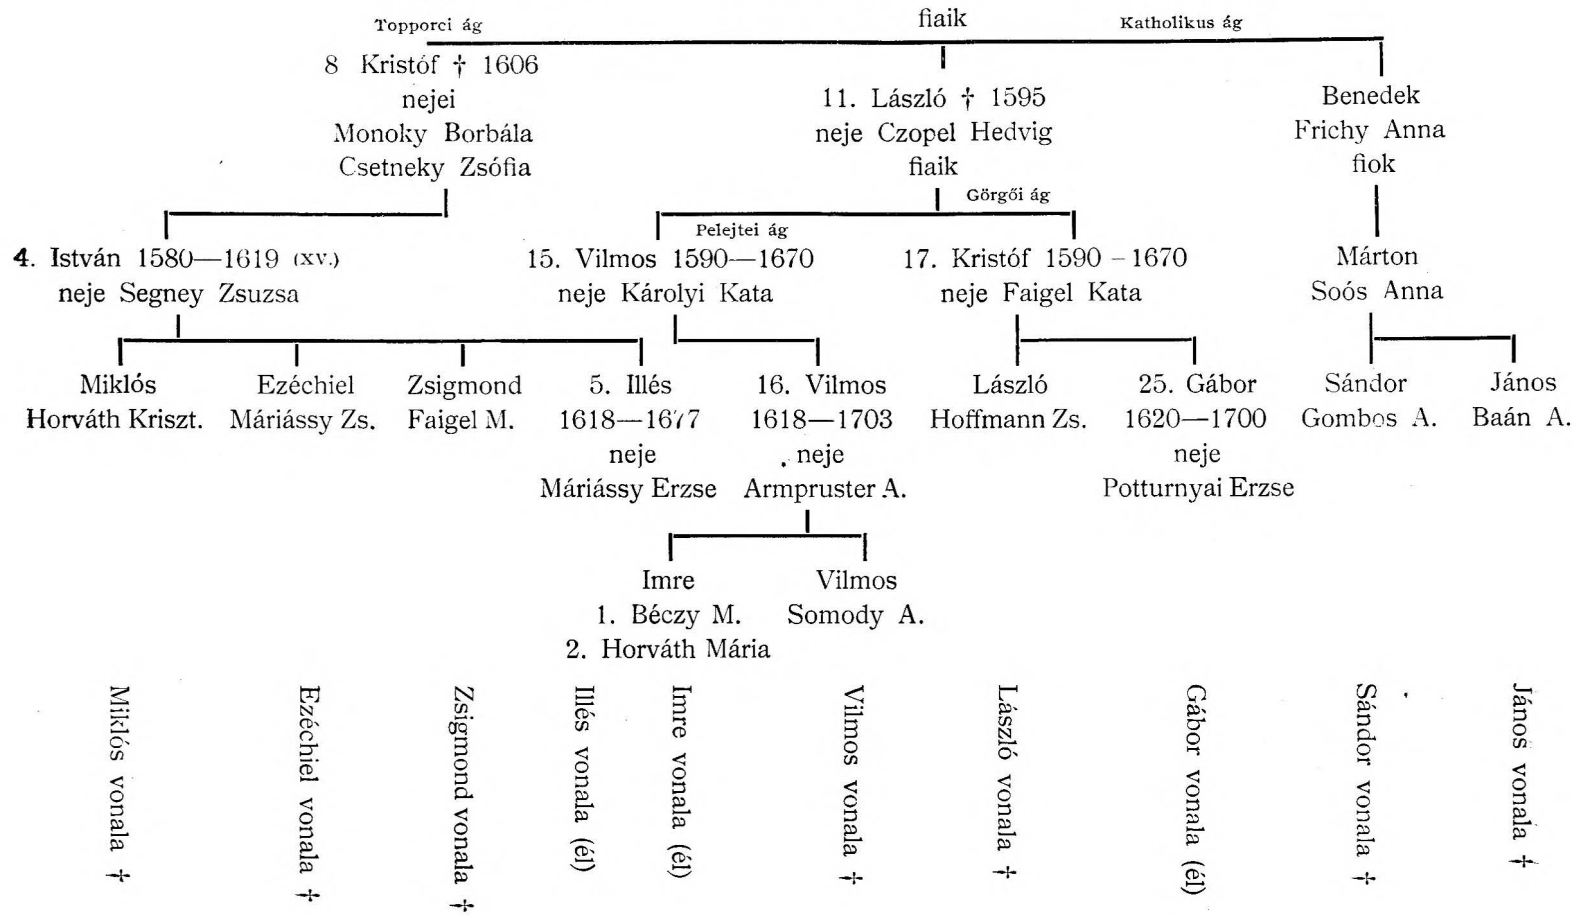 Topporci ág fiaik Katholikus ág
8 Kristóf † 1606
nejei
Monoky Borbála
Csetneky Zsófia
11. László † 1595
neje Czopel Hedvig
fiaik
Benedek
Frichy Anna
fiok
Görgői ág
Pelejtei ág
4. István 1580—1619 (XV.)
neje Segney Zsuzsa
15. Vilmos 1590—1670
neje Károlyi Kata
17. Kristóf 1590 – 1670
neje Faigel Kata
Márton
Soós Anna
Miklós
Horváth Kriszt.
Ezéchiel
Máriássy Zs.
Zsigmond
Faigel M.
5. Illés
1618—1677
neje
Máriássy Erzse
16. Vilmos
1618—1703
neje
Armpruster A.
László
Hoffmann Zs.
25. Gábor
1620—1700
neje
Potturnyai Erzse
Sándor
Gombos A.
János
Baán A.
Imre
1. Béczy M.
2. Horváth Mária
Vilmos
Somody A.
Miklós vonala †
Ezéchiel vonala †
Zsigmond vonala †
Illés vonala (él)
Imre vonala (él)
Vilmos vonala †
László vonala †
Gábor vonala (él)
Sándor vonala †
János vonala †